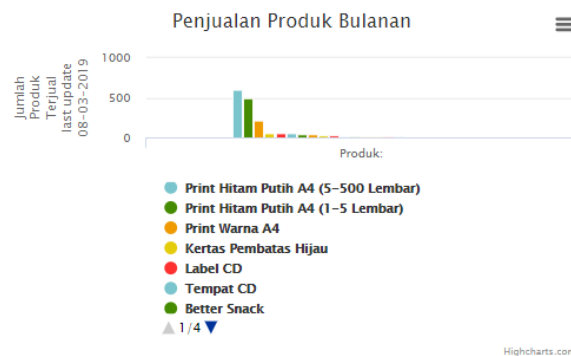 Penjualan Produk Bulanan
Jumlah
Produk
Terjual
last update
08-03-2019
1000
500
0
Produk:
Print Hitam Putih A4 (5-500 Lembar)
Print Hitam Putih A4 (1-5 Lembar)
Print Warna A4
Kertas Pembatas Hijau
Label CD
Tempat CD
Better Snack
1/4
Highcharts.com